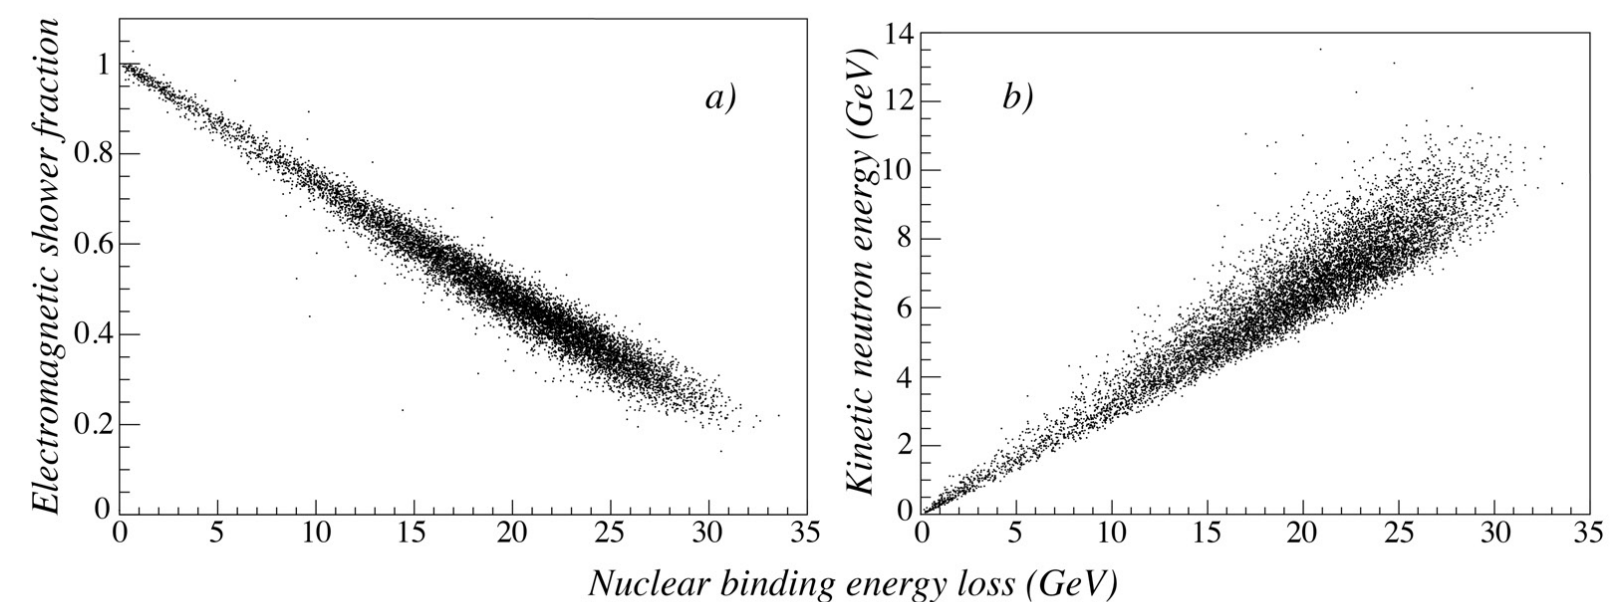 Electromagnetic shower fraction
1
0.8
0.6
0.4
0.2
0
0 5 10 15 20 25 30 35
a)
Kinetic neutron energy (GeV)
14
12
10
8
6
4
2
0
0 5 10 15 20 25 30 35
b)
Nuclear binding energy loss (GeV)